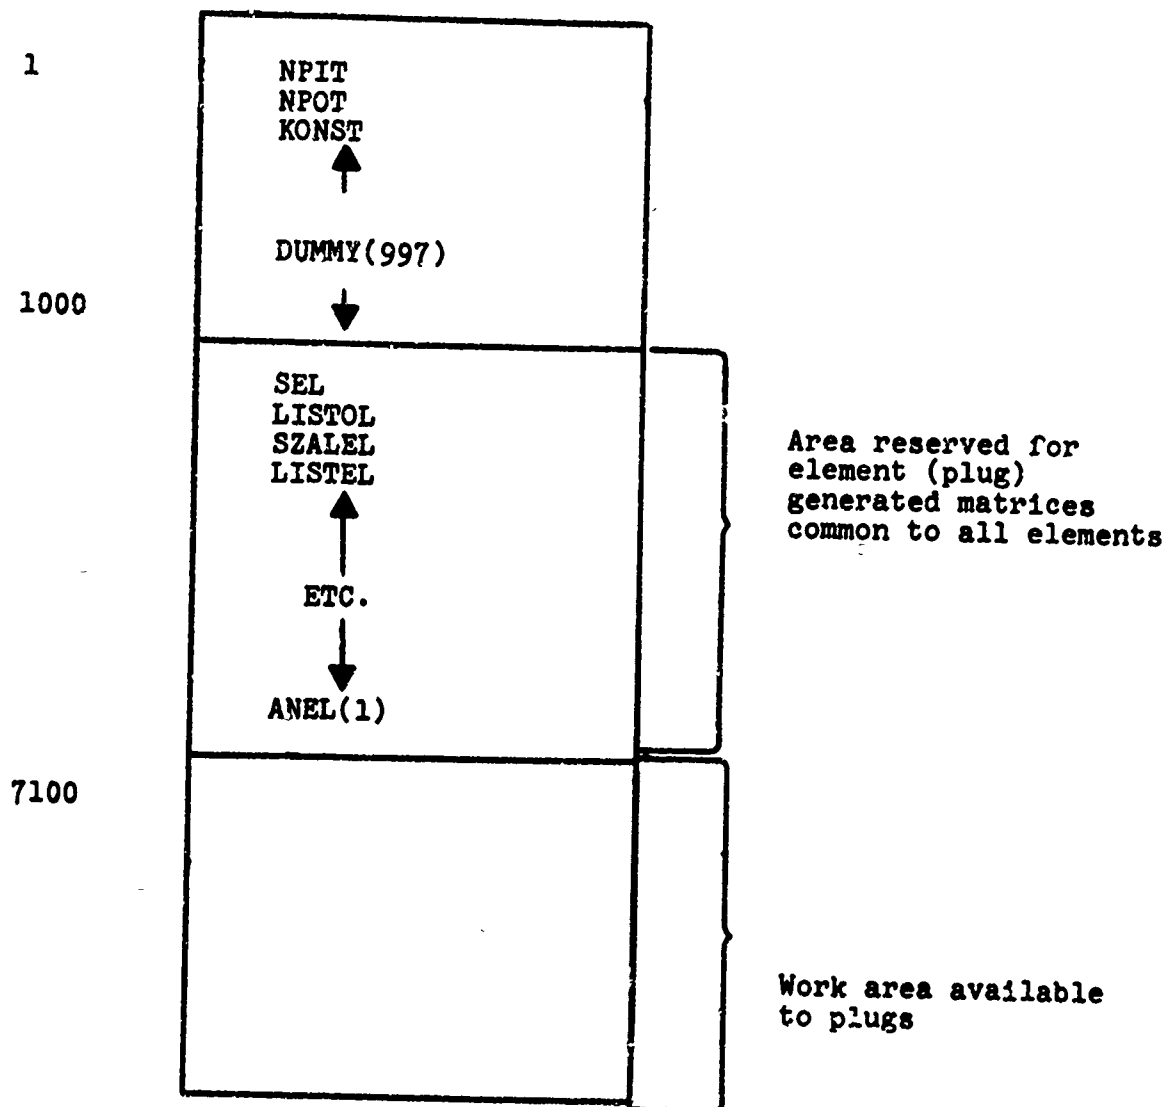 1
NPIT
NPOT
KONST
DUMMY(997)
1000
SEL
LISTOL
SZALEL
LISTEL
Area reserved for
element (plug)
generated matrices
common to all elements
ETC.
ANEL(1)
7100
Work area available
to plugs